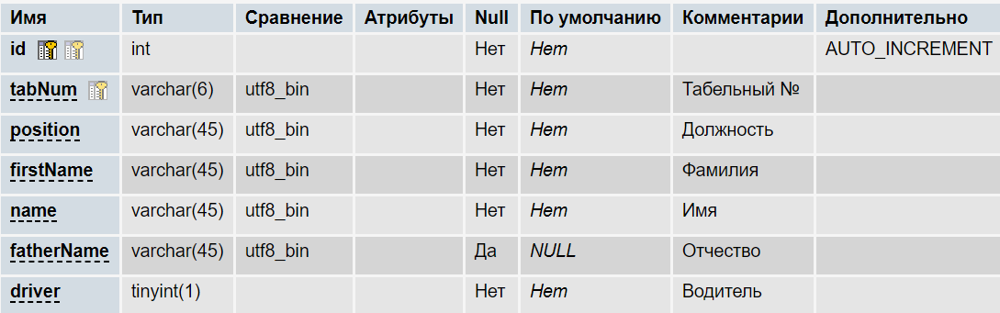 Имя Тип Сравнение Атрибуты Null По умолчанию Комментарии Дополнительно
id int Нет Нет AUTO_INCREMENT
tabNum varchar(6) utf8_bin Нет Нет Табельный №
position varchar(45) utf8_bin Нет Нет Должность
firstName varchar(45) utf8_bin Нет Нет Фамилия
name varchar(45) utf8_bin Нет Нет Имя
fatherName varchar(45) utf8_bin Да NULL Отчество
driver tinyint(1) Нет Нет Водитель